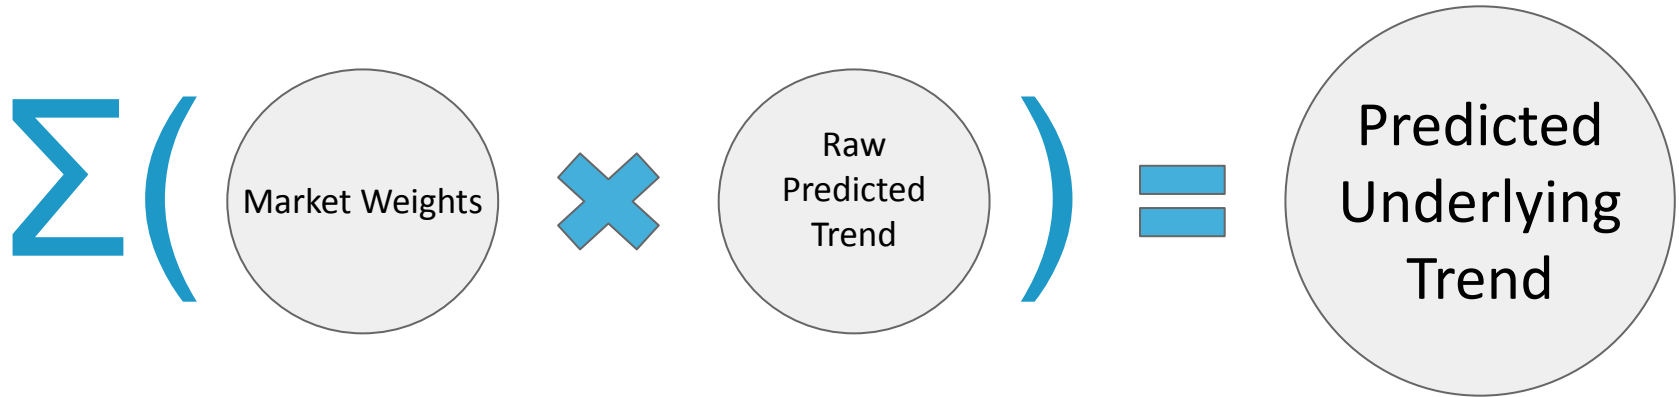 Σ(
Market Weights
Raw
Predicted
Trend
)
=
Predicted
Underlying
Trend